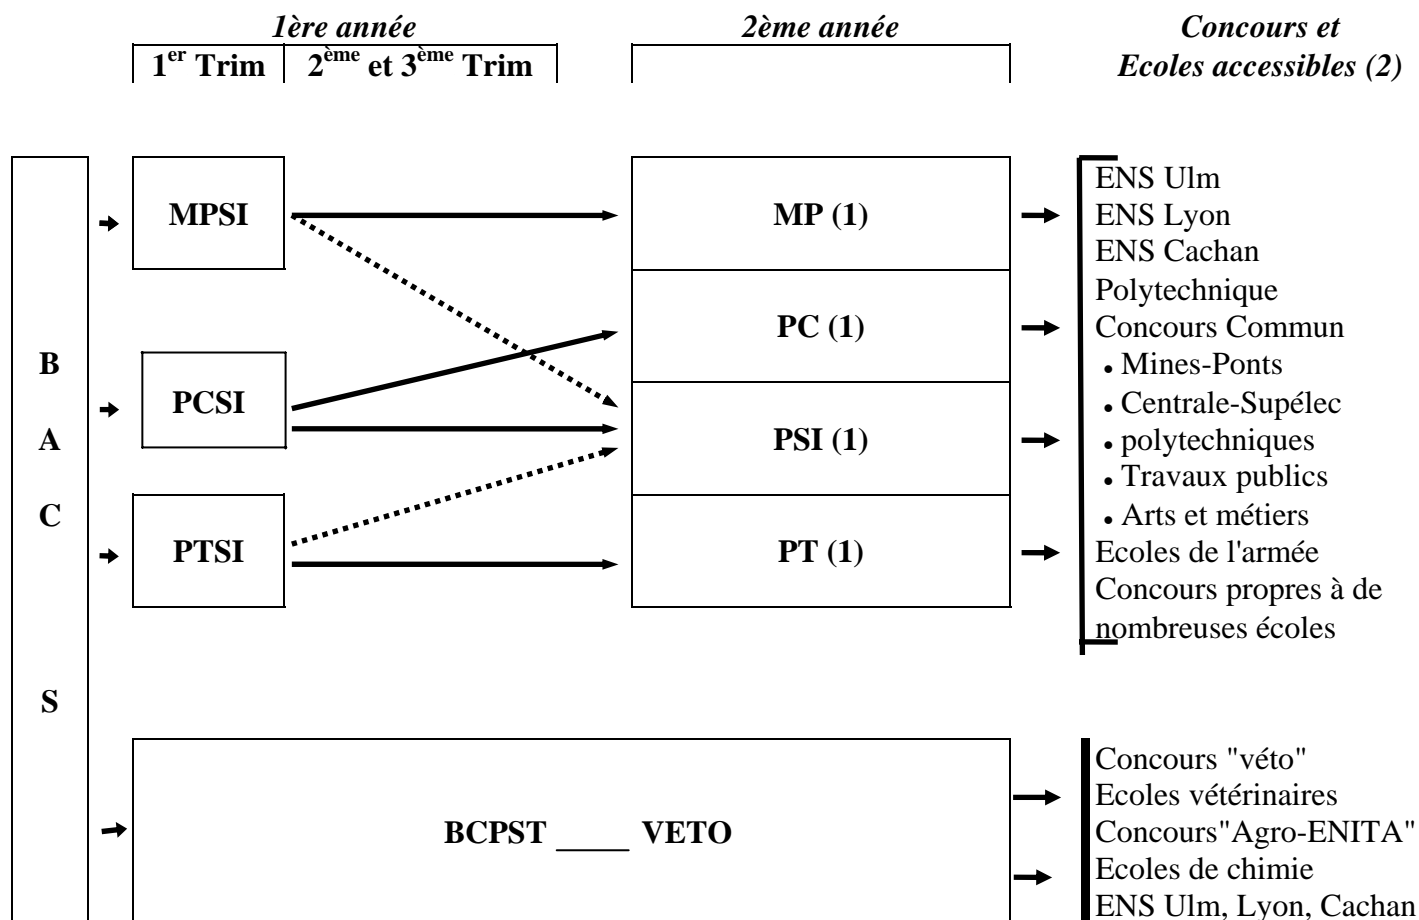 1ère année
2ème année
Concours et
Ecoles accessibles (2)
1er Trim
2ème et 3ème Trim
BAC S
MPSI
PCSI
PTSI
MP (1)
PC (1)
PSI (1)
PT (1)
ENS Ulm
ENS Lyon
ENS Cachan
Polytechnique
Concours Commun
• Mines-Ponts
• Centrale-Supélec
• polytechniques
• Travaux publics
• Arts et métiers
Ecoles de l'armée
Concours propres à de
nombreuses écoles
BCPST ____ VETO
Concours "véto"
Ecoles vétérinaires
Concours"Agro-ENITA"
Ecoles de chimie
ENS Ulm, Lyon, Cachan